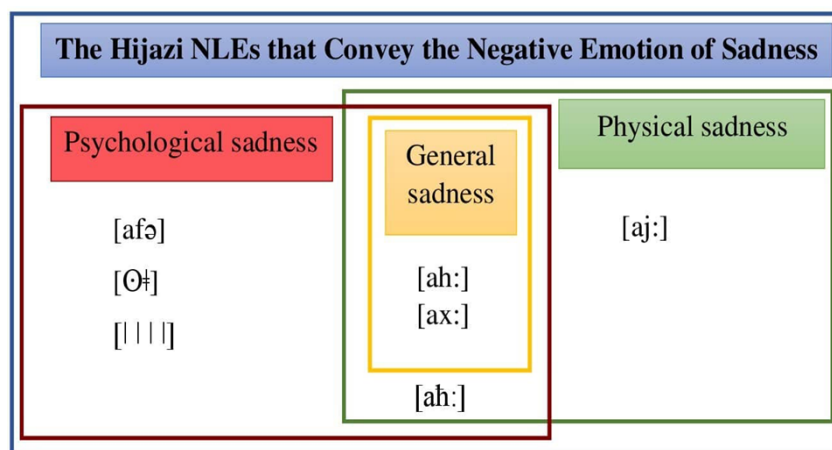 The Hijazi NLEs that Convey the Negative Emotion of Sadness
Psychological sadness
General
sadness
Physical sadness
[afə]
[ʘǂ]
[ǀ ǀ ǀ ǀ]
[ah:]
[ax:]
[aħ:]
[aj:]